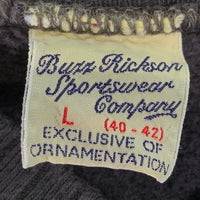 Buzz Rickson
Sportswear
Company
L (40 - 42)
EXCLUSIVE OF
ORNAMENTATION